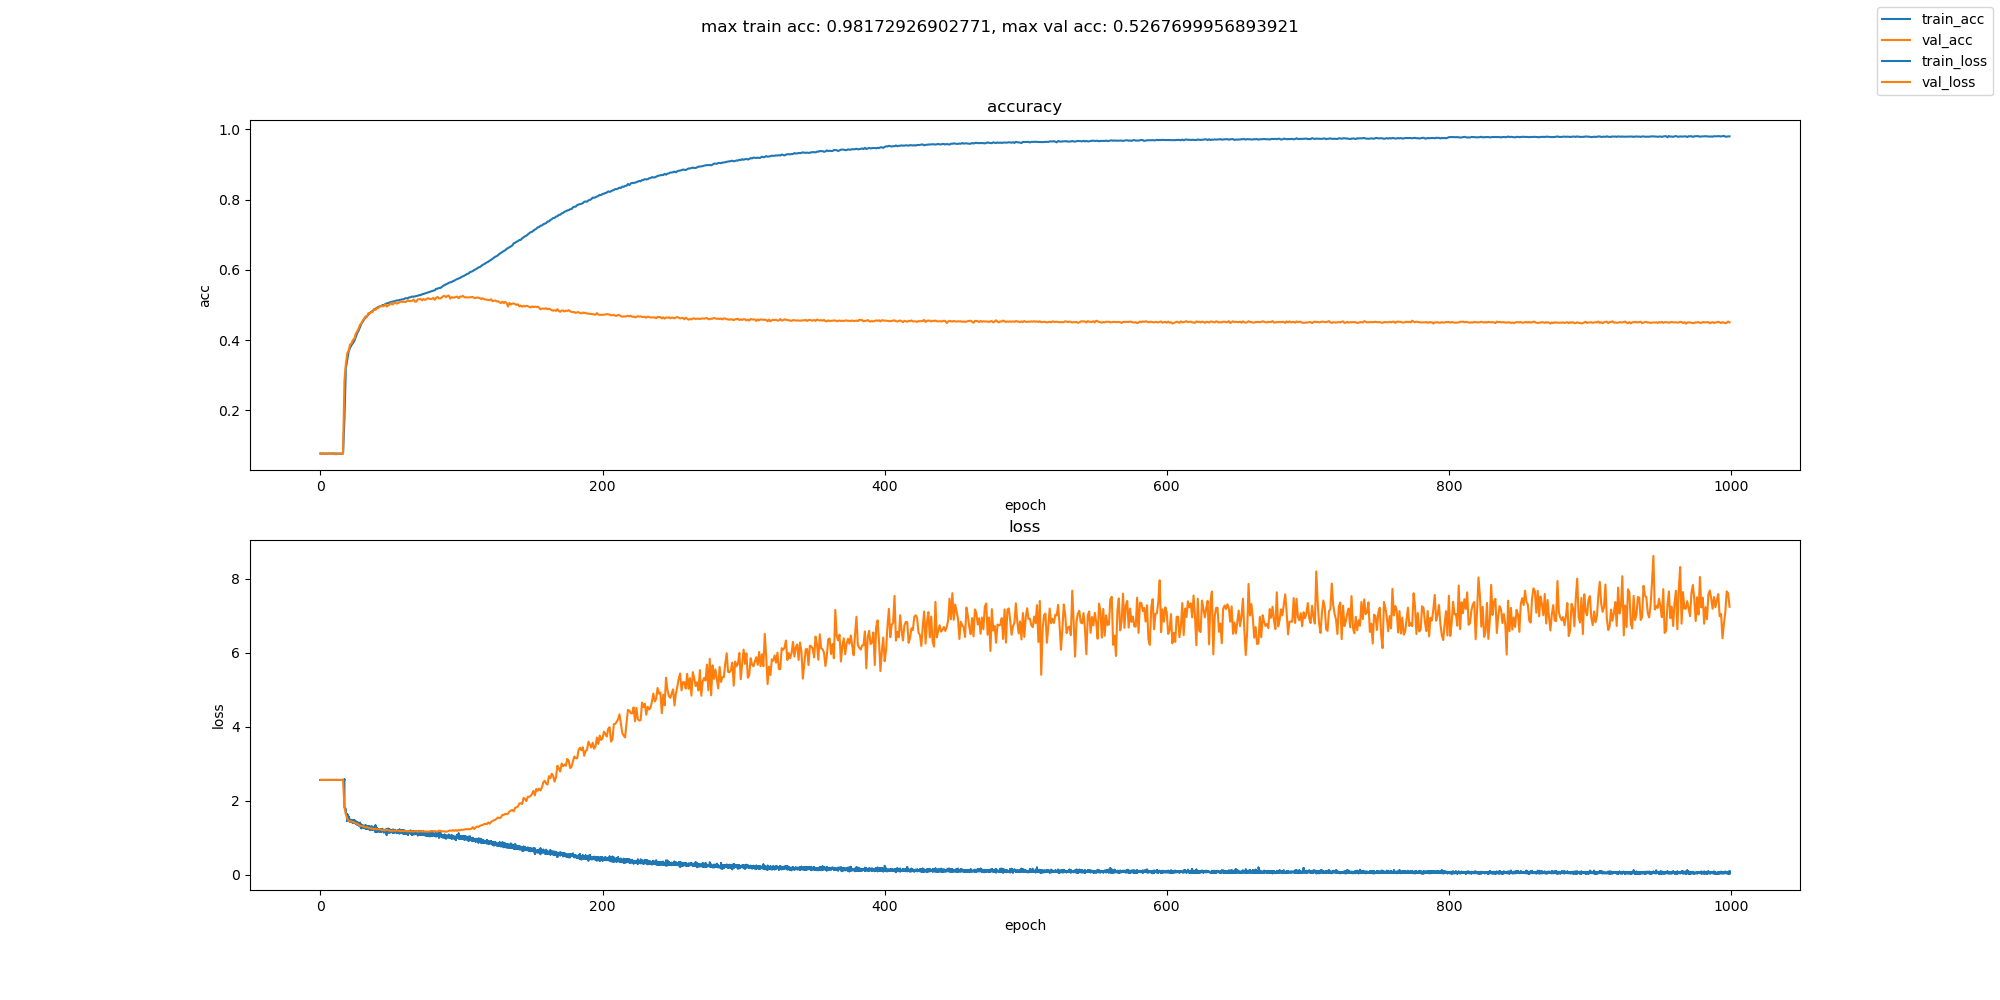 max train acc: 0.98172926902771, max val acc: 0.5267699956893921
train_acc
val_acc
train_loss
val_loss
accuracy
1.0
0.8
0.6
0.4
0.2
acc
0 200 400 600 800 1000
epoch
loss
8
6
4
2
0
loss
0 200 400 600 800 1000
epoch